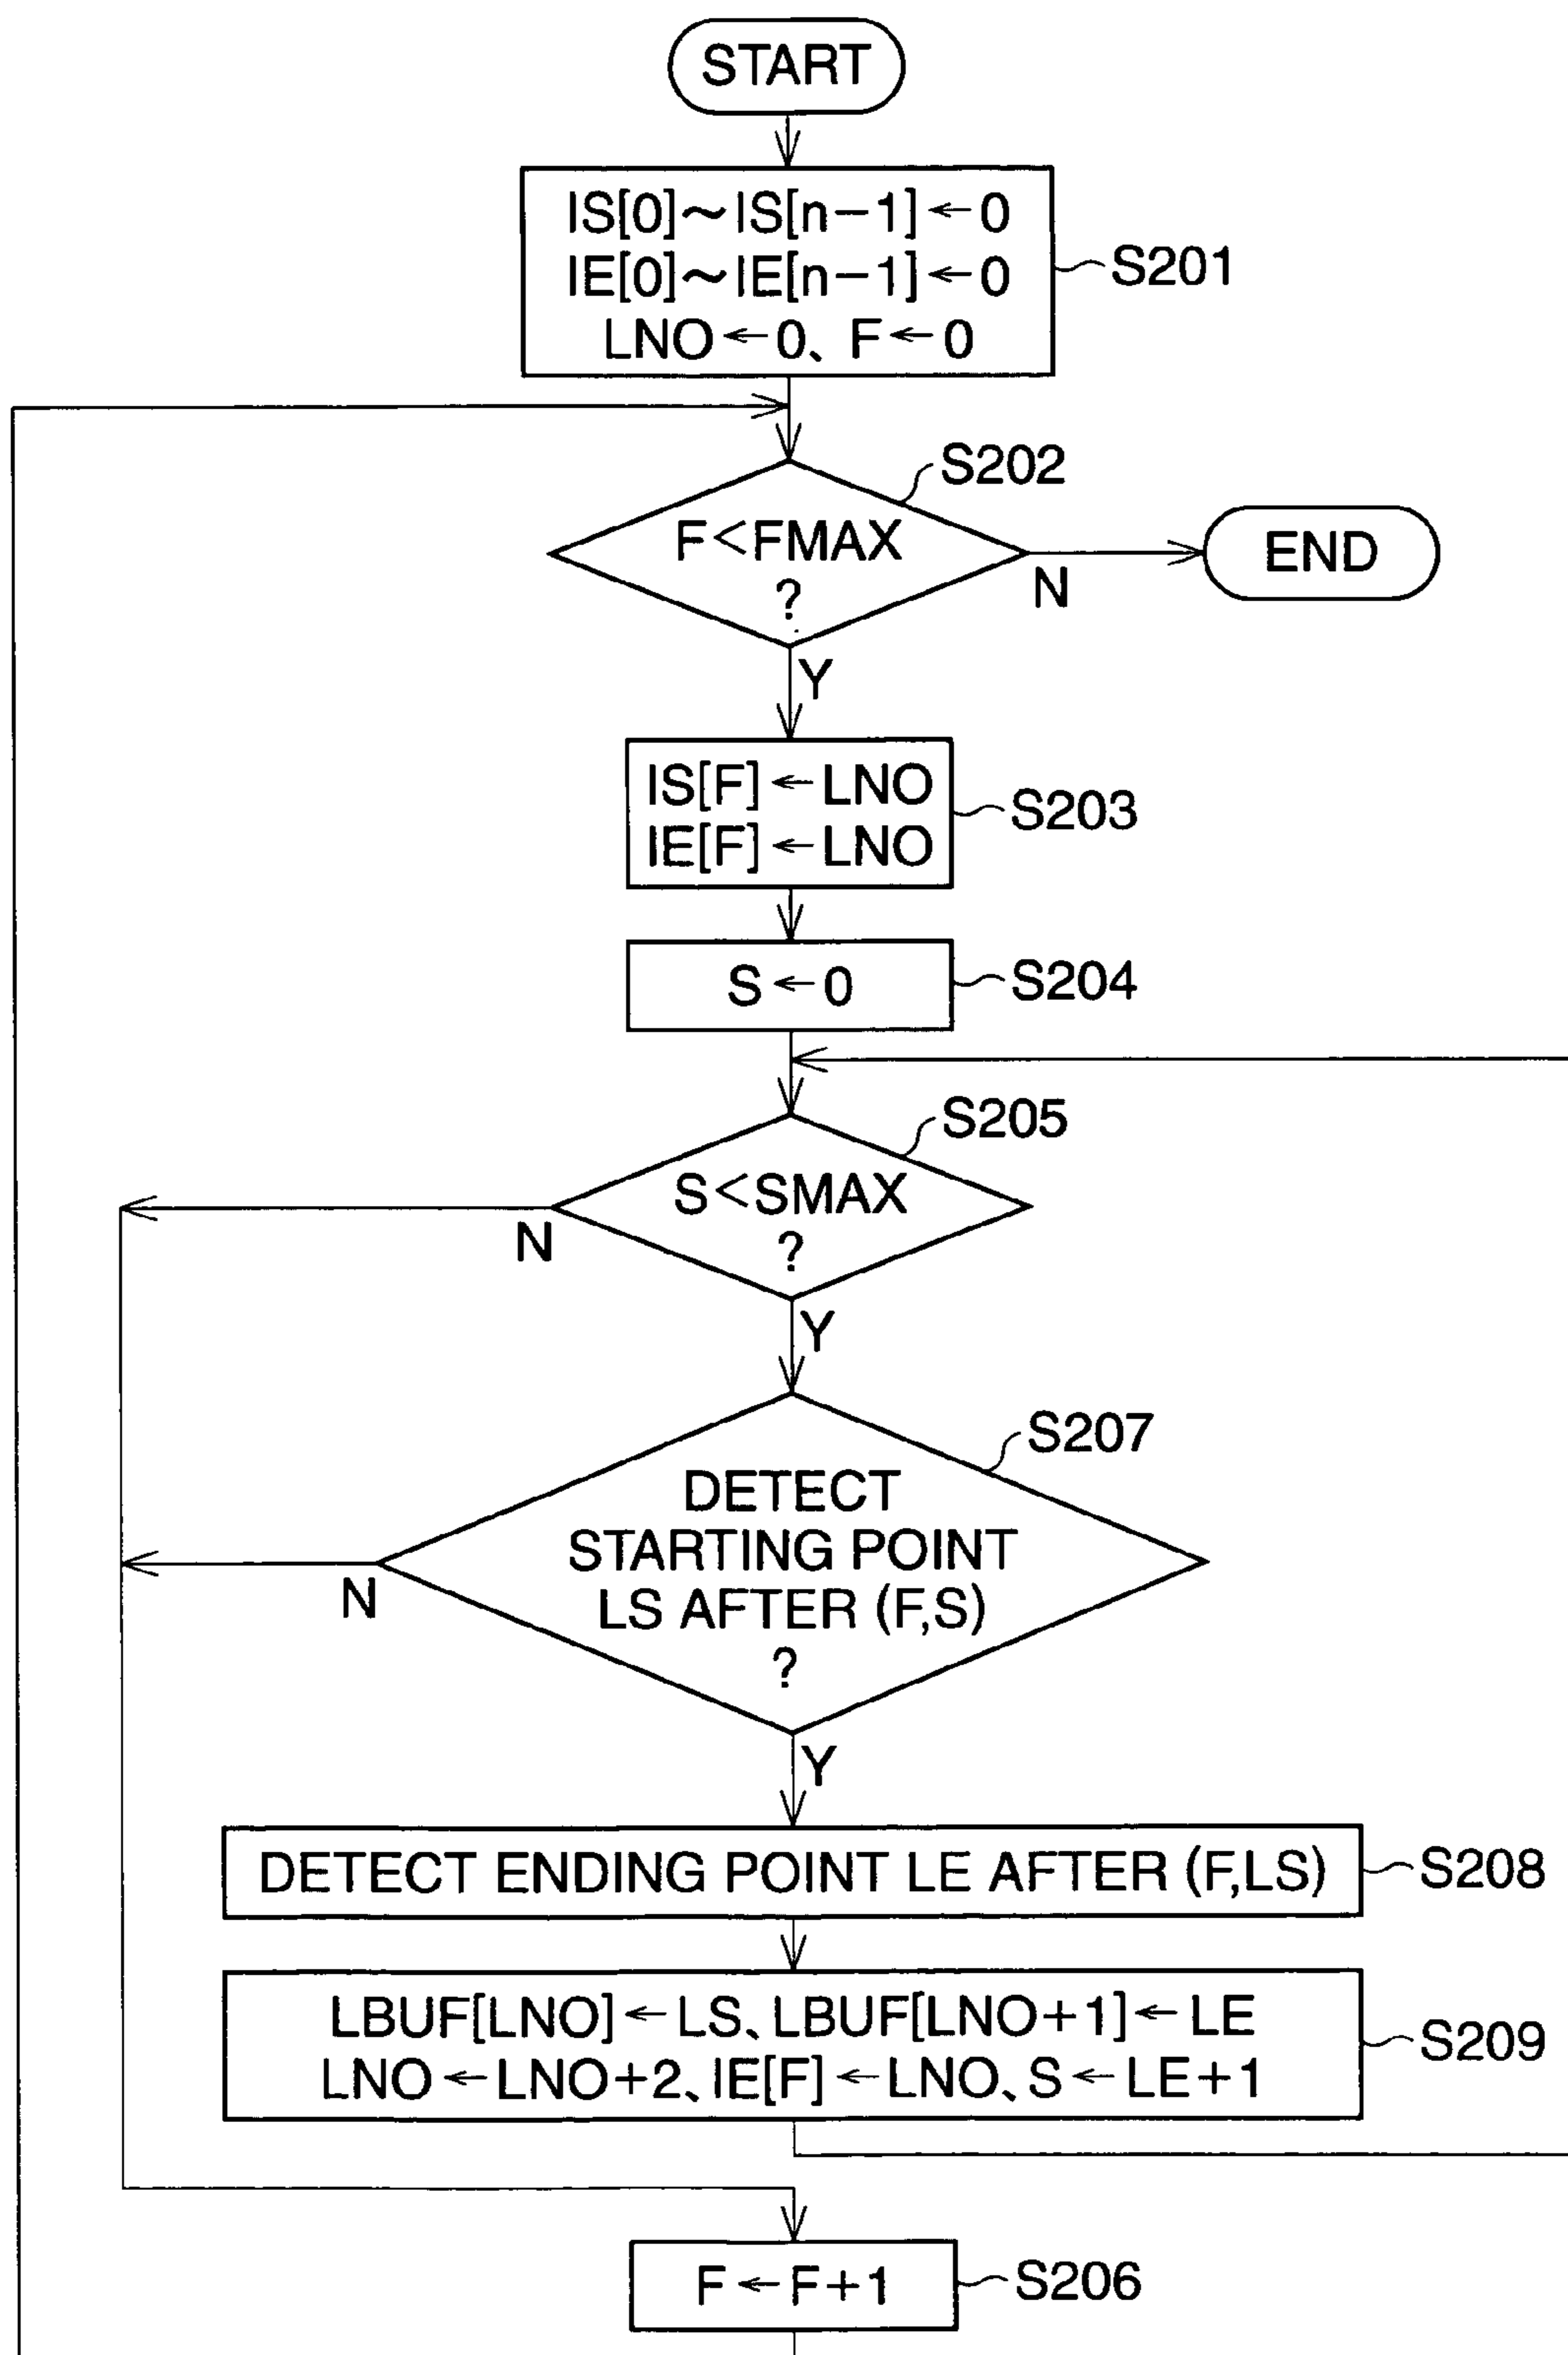 START
IS[0]～IS[n−1]←0
IE[0]～IE[n−1]←0
LNO←0、F←0
S201
S202
F<FMAX
?
N
END
Y
IS[F]←LNO
IE[F]←LNO
S203
S←0
S204
S205
S<SMAX
?
N
Y
S207
DETECT
STARTING POINT
LS AFTER (F,S)
?
N
Y
DETECT ENDING POINT LE AFTER (F,LS)
S208
LBUF[LNO]←LS、LBUF[LNO+1]←LE
LNO←LNO+2、IE[F]←LNO、S←LE+1
S209
F←F+1
S206